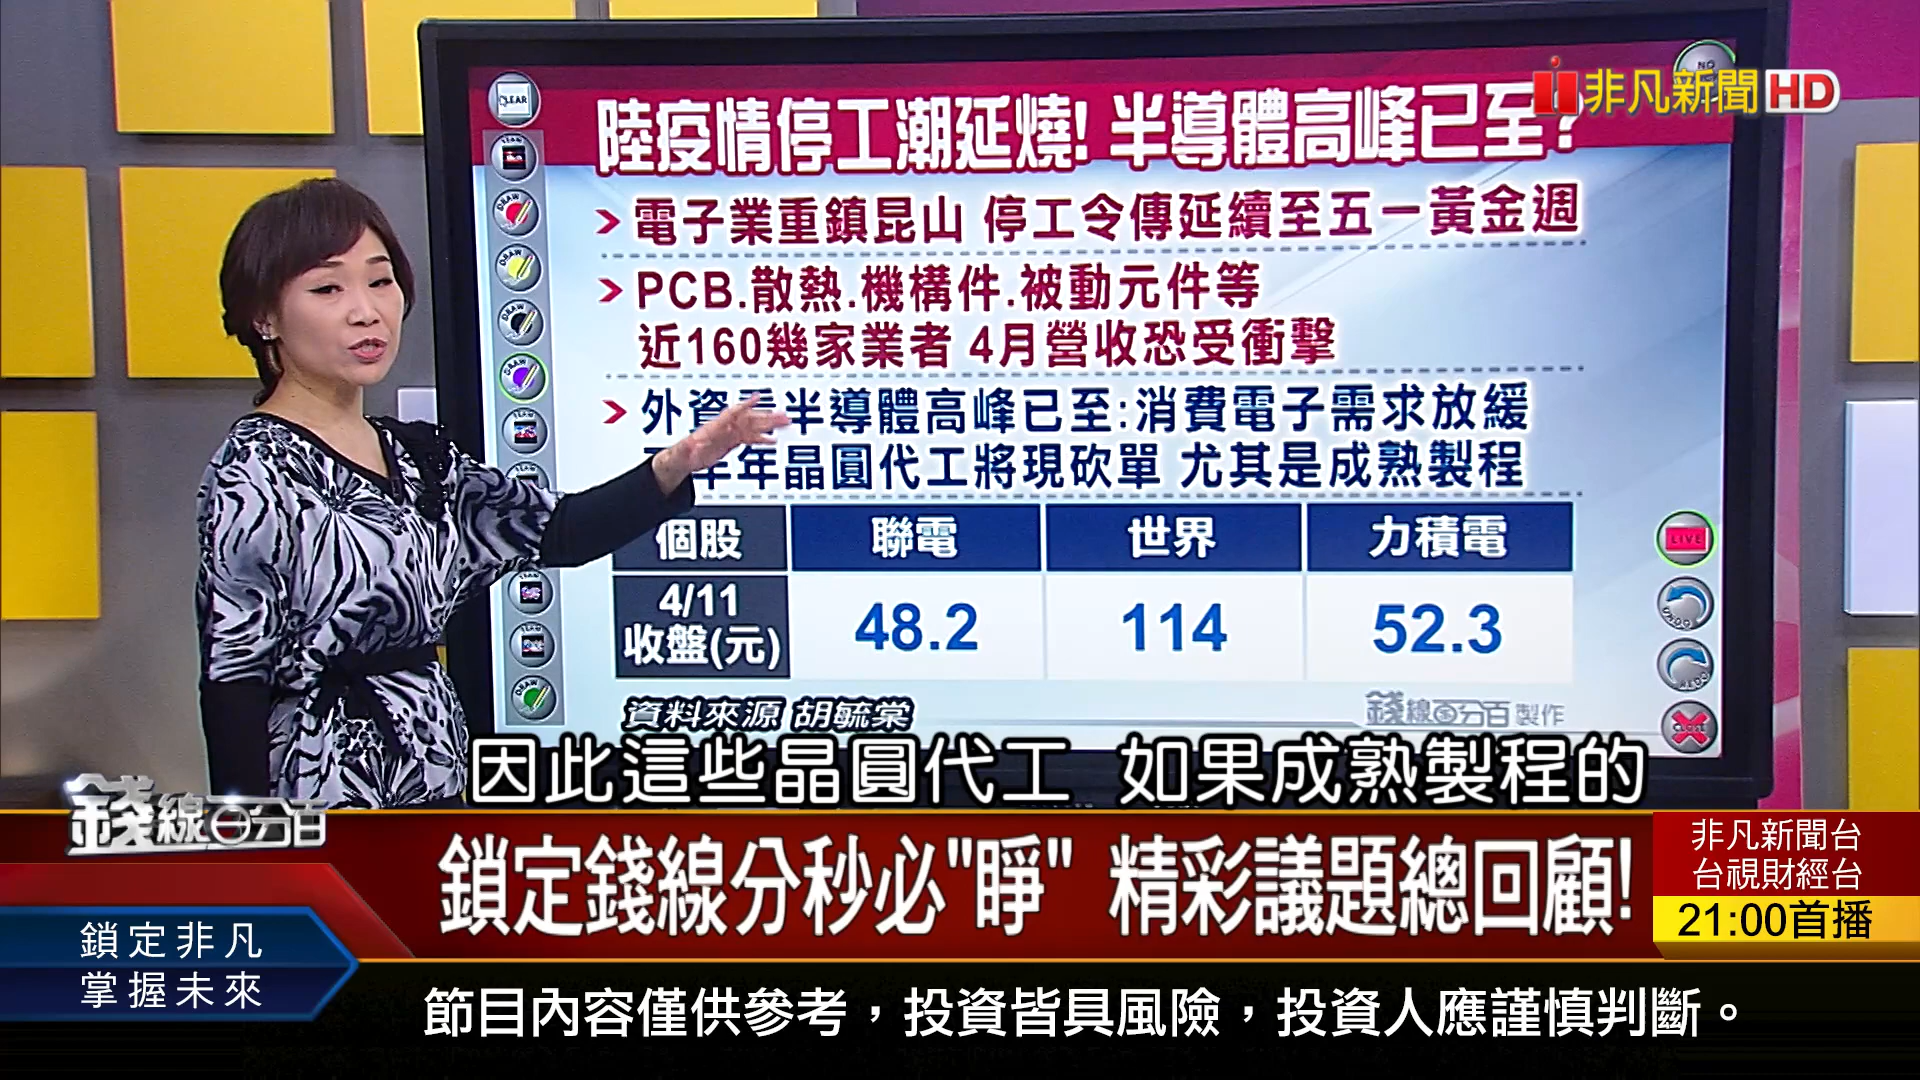 非凡新聞HD
陸疫情停工潮延燒! 半導體高峰已至?
電子業重鎮昆山 停工令傳延續至五一黃金週
PCB.散熱.機構件.被動元件等
近160幾家業者 4月營收恐受衝擊
外資看半導體高峰已至:消費電子需求放緩
半年晶圓代工將現砍單 尤其是成熟製程
個股 聯電 世界 力積電
4/11
收盤(元) 48.2 114 52.3
資料來源 胡毓棠
錢線百分百 製作
CLEAR
DRAW
DRAW
DRAW
DRAW
DRAW
LIVE
CLOSE
因此這些晶圓代工 如果成熟製程的
錢線百分百
鎖定錢線分秒必"睜" 精彩議題總回顧!
非凡新聞台
台視財經台
21:00首播
鎖定非凡
掌握未來
節目內容僅供參考，投資皆具風險，投資人應謹慎判斷。